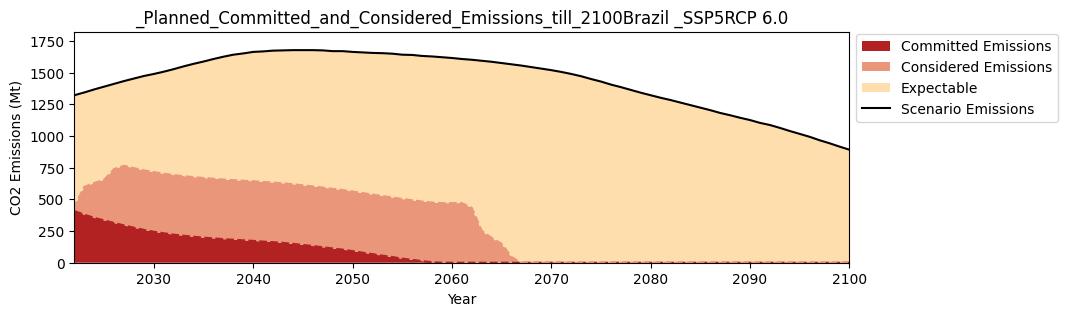 _Planned_Committed_and_Considered_Emissions_till_2100Brazil _SSP5RCP 6.0
CO2 Emissions (Mt)
1750
1500
1250
1000
750
500
250
0
2030
2040
2050
2060
2070
2080
2090
2100
Year
Committed Emissions
Considered Emissions
Expectable
Scenario Emissions